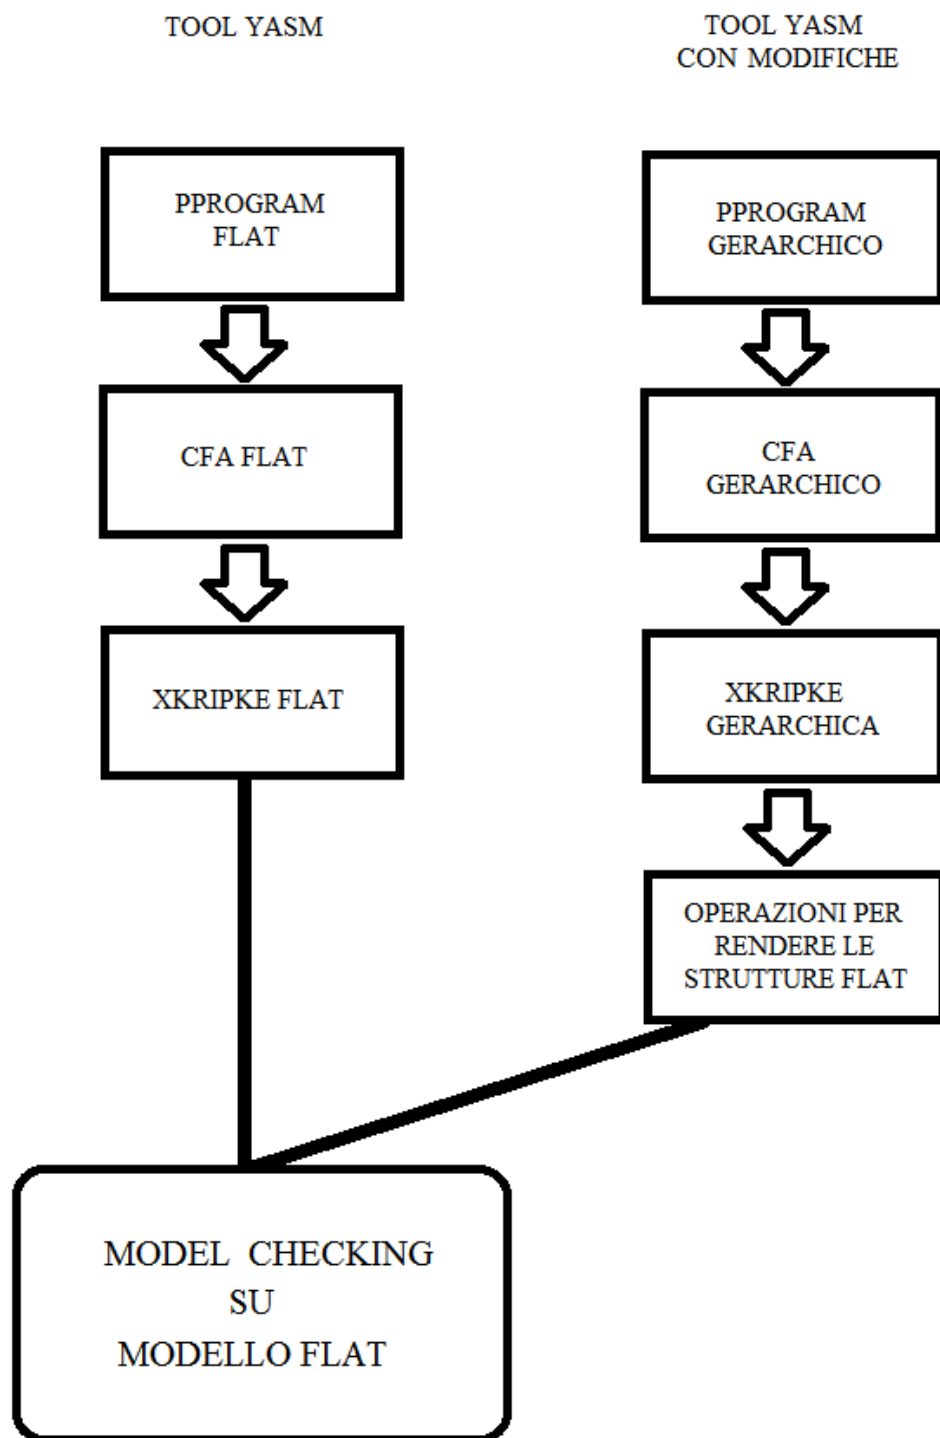 TOOL YASM
TOOL YASM
CON MODIFICHE
PPROGRAM
FLAT
PPROGRAM
GERARCHICO
CFA FLAT
CFA
GERARCHICO
XKRIPKE FLAT
XKRIPKE
GERARCHICA
OPERAZIONI PER
RENDERE LE
STRUTTURE FLAT
MODEL CHECKING
SU
MODELLO FLAT